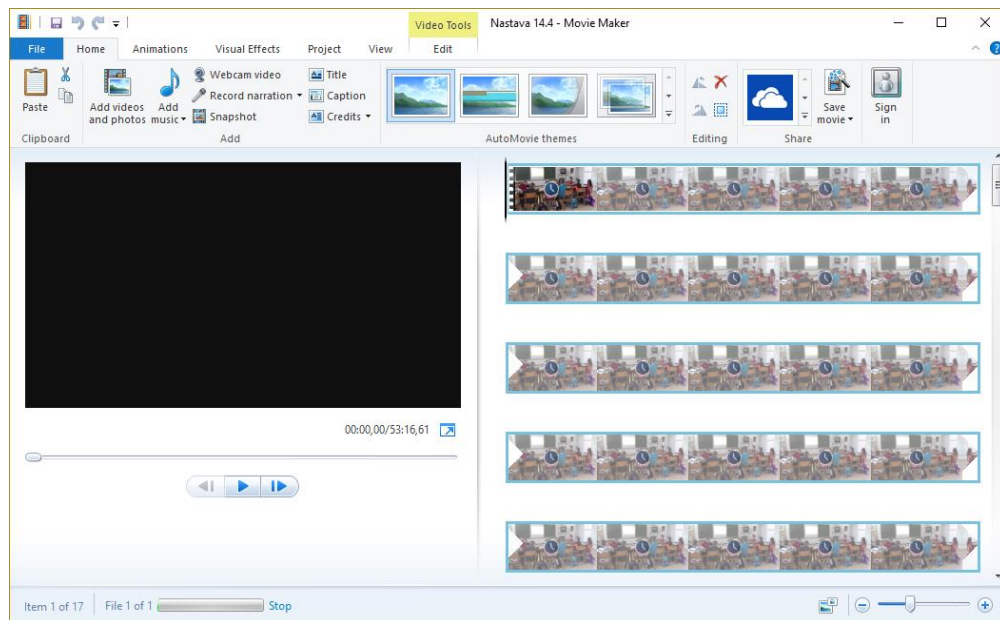 Video Tools
Nastava 14.4 - Movie Maker
File
Home
Animations
Visual Effects
Project
View
Edit
Paste
Add videos
and photos
Add
music
Webcam video
Record narration
Snapshot
Title
Caption
Credits
Save
movie
Sign
in
Clipboard
Add
AutoMovie themes
Editing
Share
00:00,00/53:16,61
Item 1 of 17
File 1 of 1
Stop